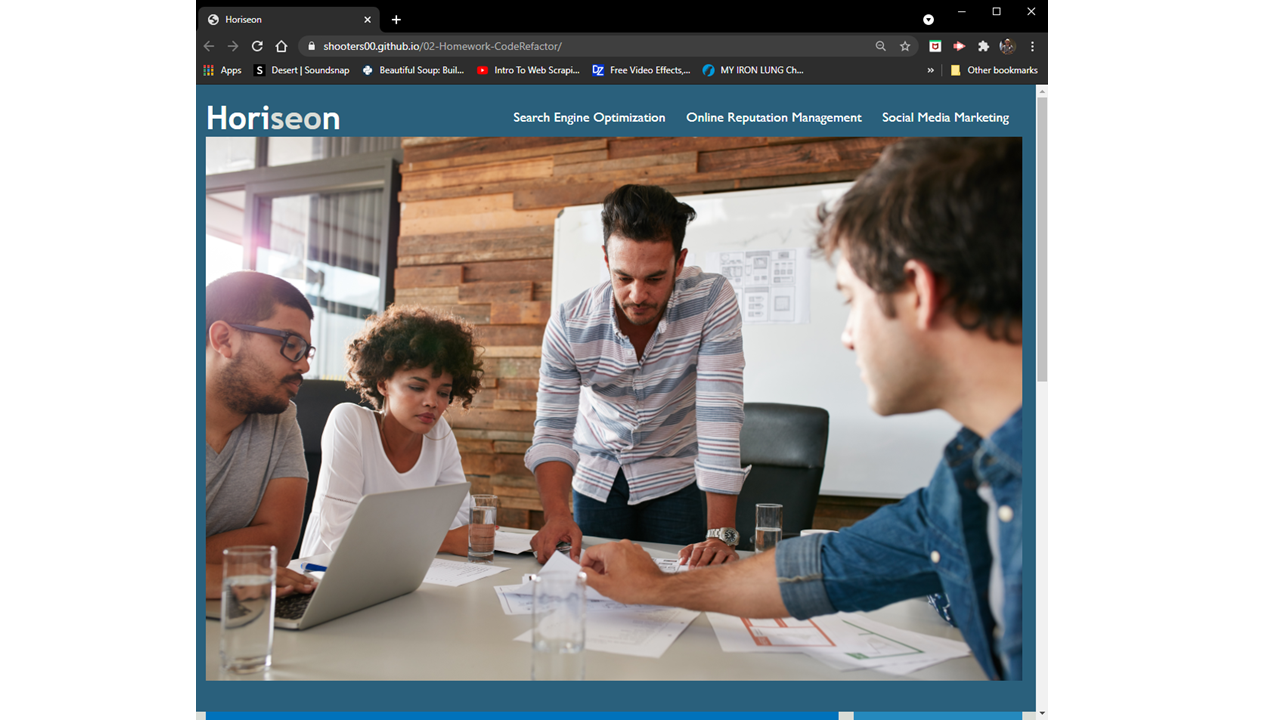 Horiseon
shooters00.github.io/02-Homework-CodeRefactor/
Apps S Desert | Soundsnap Beautiful Soup: Buil... Intro To Web Scrapi... DZ Free Video Effects,... MY IRON LUNG Ch... » Other bookmarks
Horiseon Search Engine Optimization Online Reputation Management Social Media Marketing